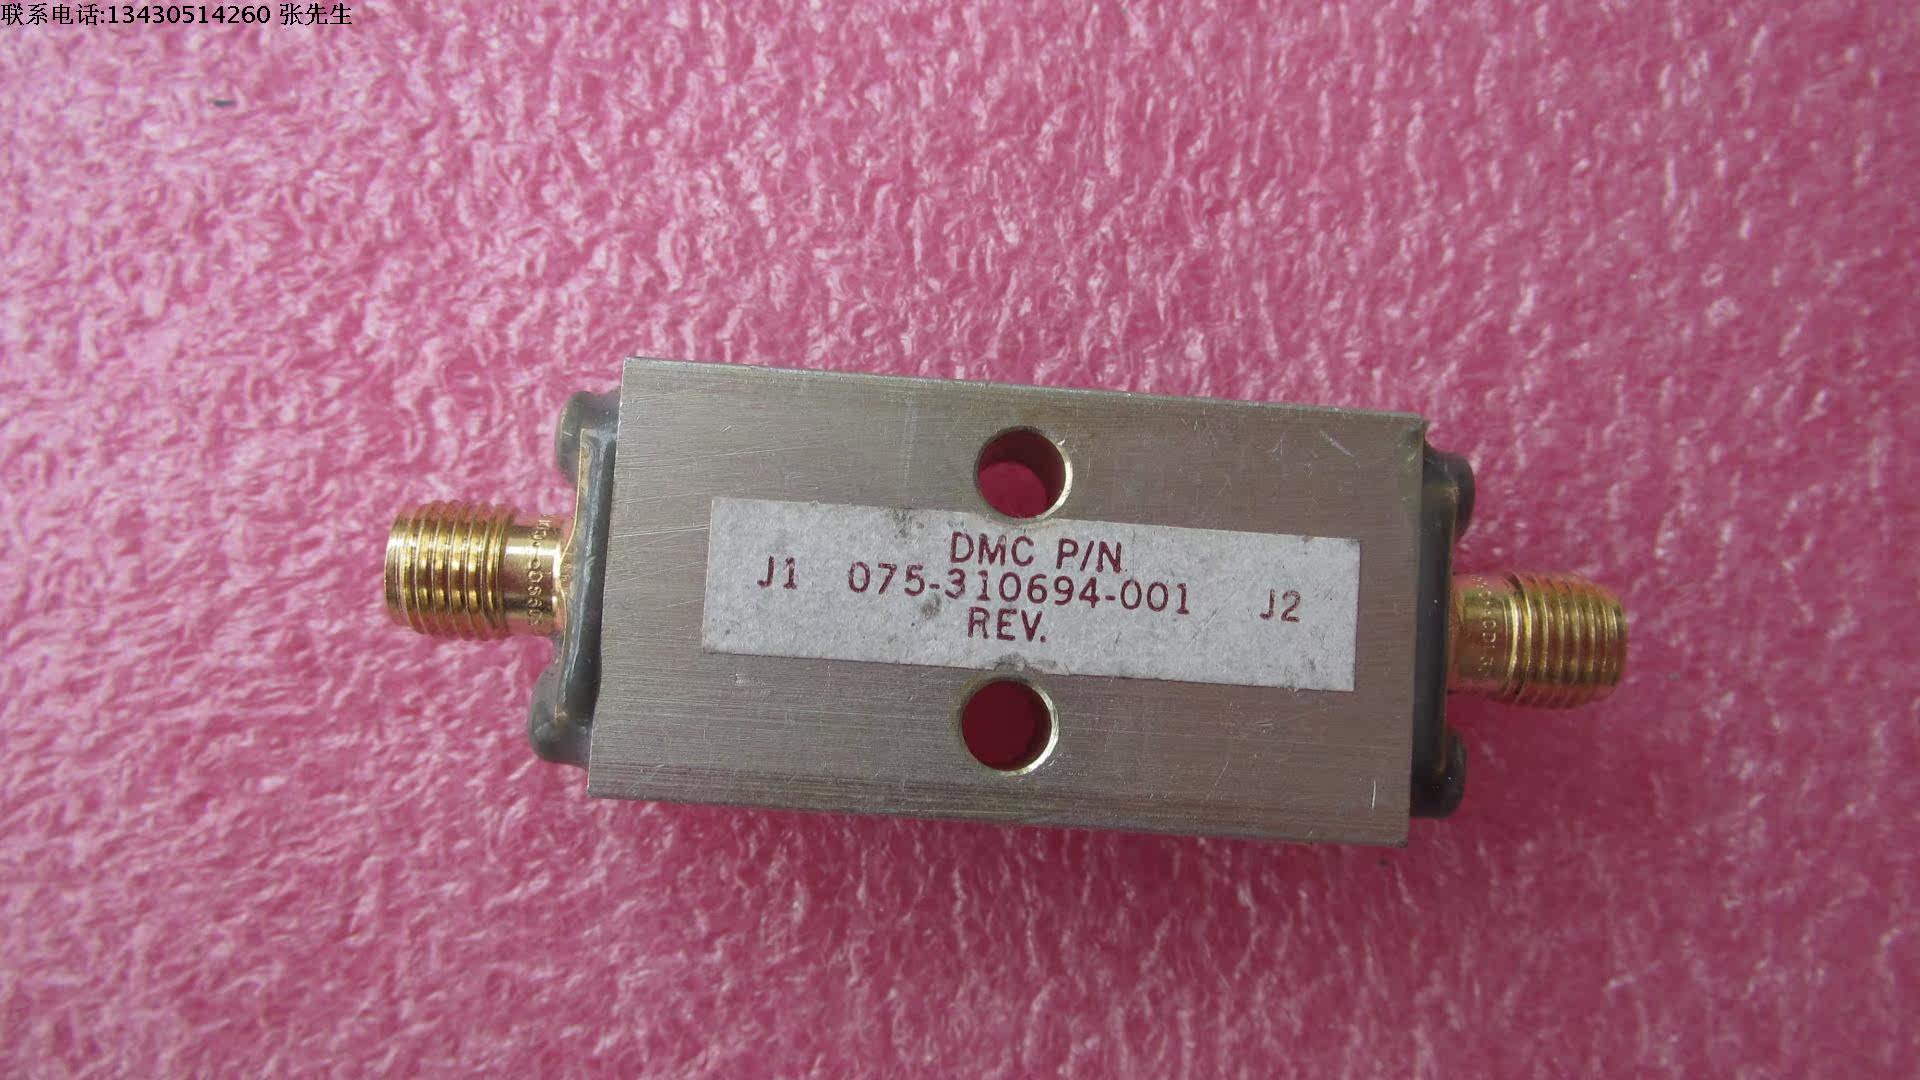 联系电话:13430514260 张先生
DMC P/N
J1 075-310694-001 J2
REV.